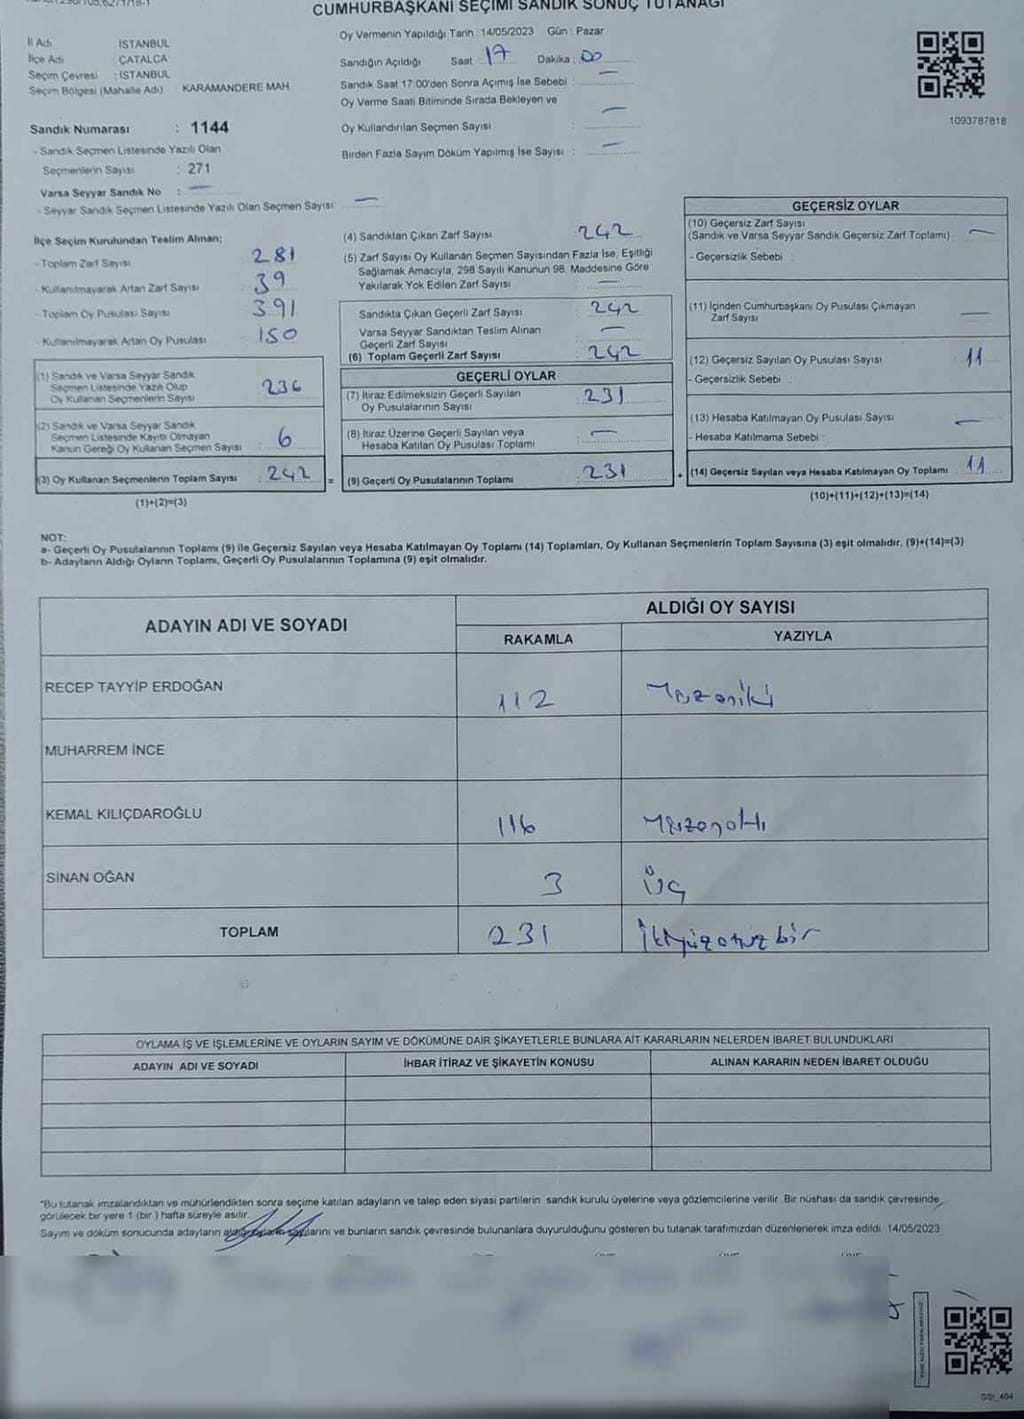 CUMHURBAŞKANI SEÇİMİ SANDIK SONUÇ TUTANAĞI
İl Adı : İSTANBUL
İlçe Adı : ÇATALCA
Seçim Çevresi : İSTANBUL
Seçim Bölgesi (Mahalle Adı) KARAMANDERE MAH.
Sandık Numarası : 1144
- Sandık Seçmen Listesinde Yazılı Olan
Seçmenlerin Sayısı : 271
Varsa Seyyar Sandık No : —
- Seyyar Sandık Seçmen Listesinde Yazılı Olan Seçmen Sayısı : —
Oy Vermenin Yapıldığı Tarih : 14/05/2023 Gün : Pazar
Sandığın Açıldığı Saat : 17 Dakika : 00
Sandık Saat 17:00'den Sonra Açımış İse Sebebi : —
Oy Verme Saati Bitiminde Sırada Bekleyen ve
Oy Kullandırılan Seçmen Sayısı : —
Birden Fazla Sayım Döküm Yapılmış İse Sayısı : —
1093787818
İlçe Seçim Kurulundan Teslim Alınan;
- Toplam Zarf Sayısı 281
- Kullanılmayarak Artan Zarf Sayısı 39
- Toplam Oy Pusulası Sayısı 391
- Kullanılmayarak Artan Oy Pusulası 150
(1) Sandık ve Varsa Seyyar Sandık
Seçmen Listesinde Yazılı Olup
Oy Kullanan Seçmenlerin Sayısı 236
(2) Sandık ve Varsa Seyyar Sandık
Seçmen Listesinde Kayıtlı Olmayan
Kanun Gereği Oy Kullanan Seçmen Sayısı 6
(3) Oy Kullanan Seçmenlerin Toplam Sayısı : 242 =
(1)+(2)=(3)
(4) Sandıktan Çıkan Zarf Sayısı 242
(5) Zarf Sayısı Oy Kullanan Seçmen Sayısından Fazla İse, Eşitliği
Sağlamak Amacıyla, 298 Sayılı Kanunun 98. Maddesine Göre
Yakılarak Yok Edilen Zarf Sayısı : —
Sandıkta Çıkan Geçerli Zarf Sayısı 242
Varsa Seyyar Sandıktan Teslim Alınan
Geçerli Zarf Sayısı —
(6) Toplam Geçerli Zarf Sayısı 242
GEÇERLİ OYLAR
(7) İtiraz Edilmeksizin Geçerli Sayılan
Oy Pusulalarının Sayısı : 231
(8) İtiraz Üzerine Geçerli Sayılan veya
Hesaba Katılan Oy Pusulası Toplamı : —
(9) Geçerli Oy Pusulalarının Toplamı : 231 +
GEÇERSİZ OYLAR
(10) Geçersiz Zarf Sayısı
(Sandık ve Varsa Seyyar Sandık Geçersiz Zarf Toplamı) : —
- Geçersizlik Sebebi :
(11) İçinden Cumhurbaşkanı Oy Pusulası Çıkmayan
Zarf Sayısı —
(12) Geçersiz Sayılan Oy Pusulası Sayısı : 11
- Geçersizlik Sebebi :
(13) Hesaba Katılmayan Oy Pusulası Sayısı : —
- Hesaba Katılmama Sebebi :
(14) Geçersiz Sayılan veya Hesaba Katılmayan Oy Toplamı : 11
(10)+(11)+(12)+(13)=(14)
NOT:
a- Geçerli Oy Pusulalarının Toplamı (9) ile Geçersiz Sayılan veya Hesaba Katılmayan Oy Toplamı (14) Toplamları, Oy Kullanan Seçmenlerin Toplam Sayısına (3) eşit olmalıdır. (9)+(14)=(3)
b- Adayların Aldığı Oyların Toplamı, Geçerli Oy Pusulalarının Toplamına (9) eşit olmalıdır.
ADAYIN ADI VE SOYADI
ALDIĞI OY SAYISI
RAKAMLA YAZIYLA
RECEP TAYYİP ERDOĞAN 112 Yüzoniki
MUHARREM İNCE
KEMAL KILIÇDAROĞLU 116 Yüzonaltı
SİNAN OĞAN 3 üç
TOPLAM 231 İkiyüzotuzbir
OYLAMA İŞ VE İŞLEMLERİNE VE OYLARIN SAYIM VE DÖKÜMÜNE DAİR ŞİKAYETLERLE BUNLARA AİT KARARLARIN NELERDEN İBARET BULUNDUKLARI
ADAYIN ADI VE SOYADI İHBAR İTİRAZ VE ŞİKAYETİN KONUSU ALINAN KARARIN NEDEN İBARET OLDUĞU
"Bu tutanak imzalandıktan ve mühürlendikten sonra seçime katılan adayların ve talep eden siyasi partilerin sandık kurulu üyelerine veya gözlemcilerine verilir. Bir nüshası da sandık çevresinde
görülecek bir yere 1 (bir) hafta süreyle asılır.
Sayım ve döküm sonucunda adayların aldığı oyların sayılarını ve bunların sandık çevresinde bulunanlara duyurulduğunu gösteren bu tutanak tarafımızdan düzenlenerek imza edildi. 14/05/2023